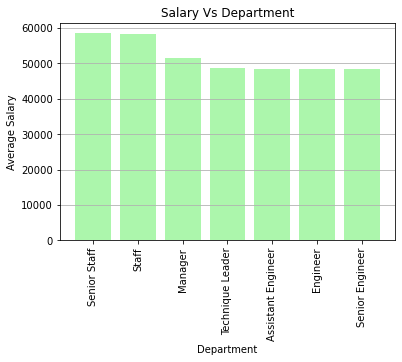 Salary Vs Department
60000
50000
40000
30000
20000
10000
0
Average Salary
Senior Staff
Staff
Manager
Technique Leader
Assistant Engineer
Engineer
Senior Engineer
Department